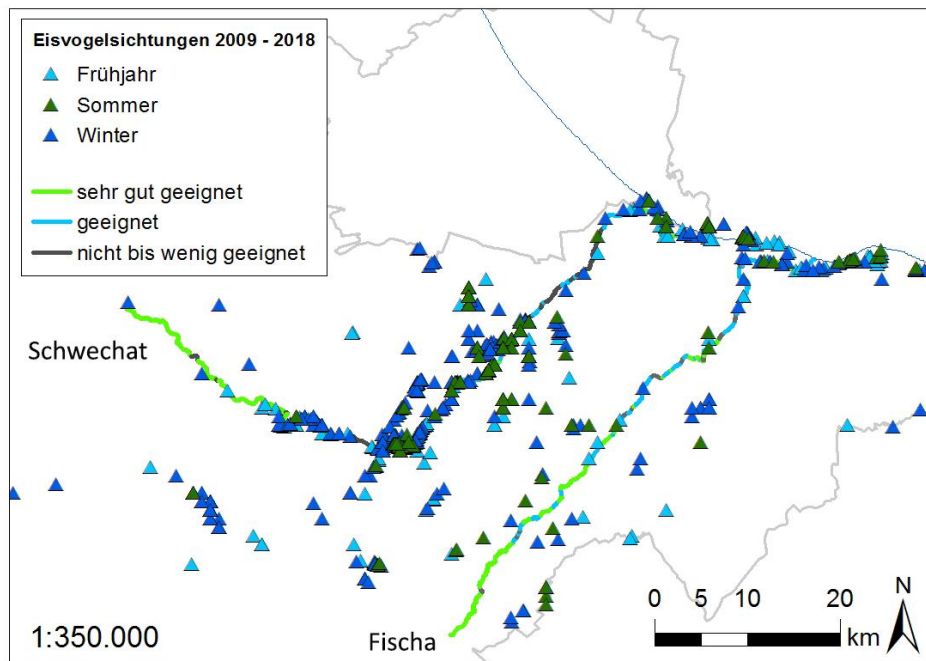 Eisvogelsichtungen 2009 - 2018
Frühjahr
Sommer
Winter
sehr gut geeignet
geeignet
nicht bis wenig geeignet
Schwechat
Fischa
1:350.000
0 5 10 20
km
N